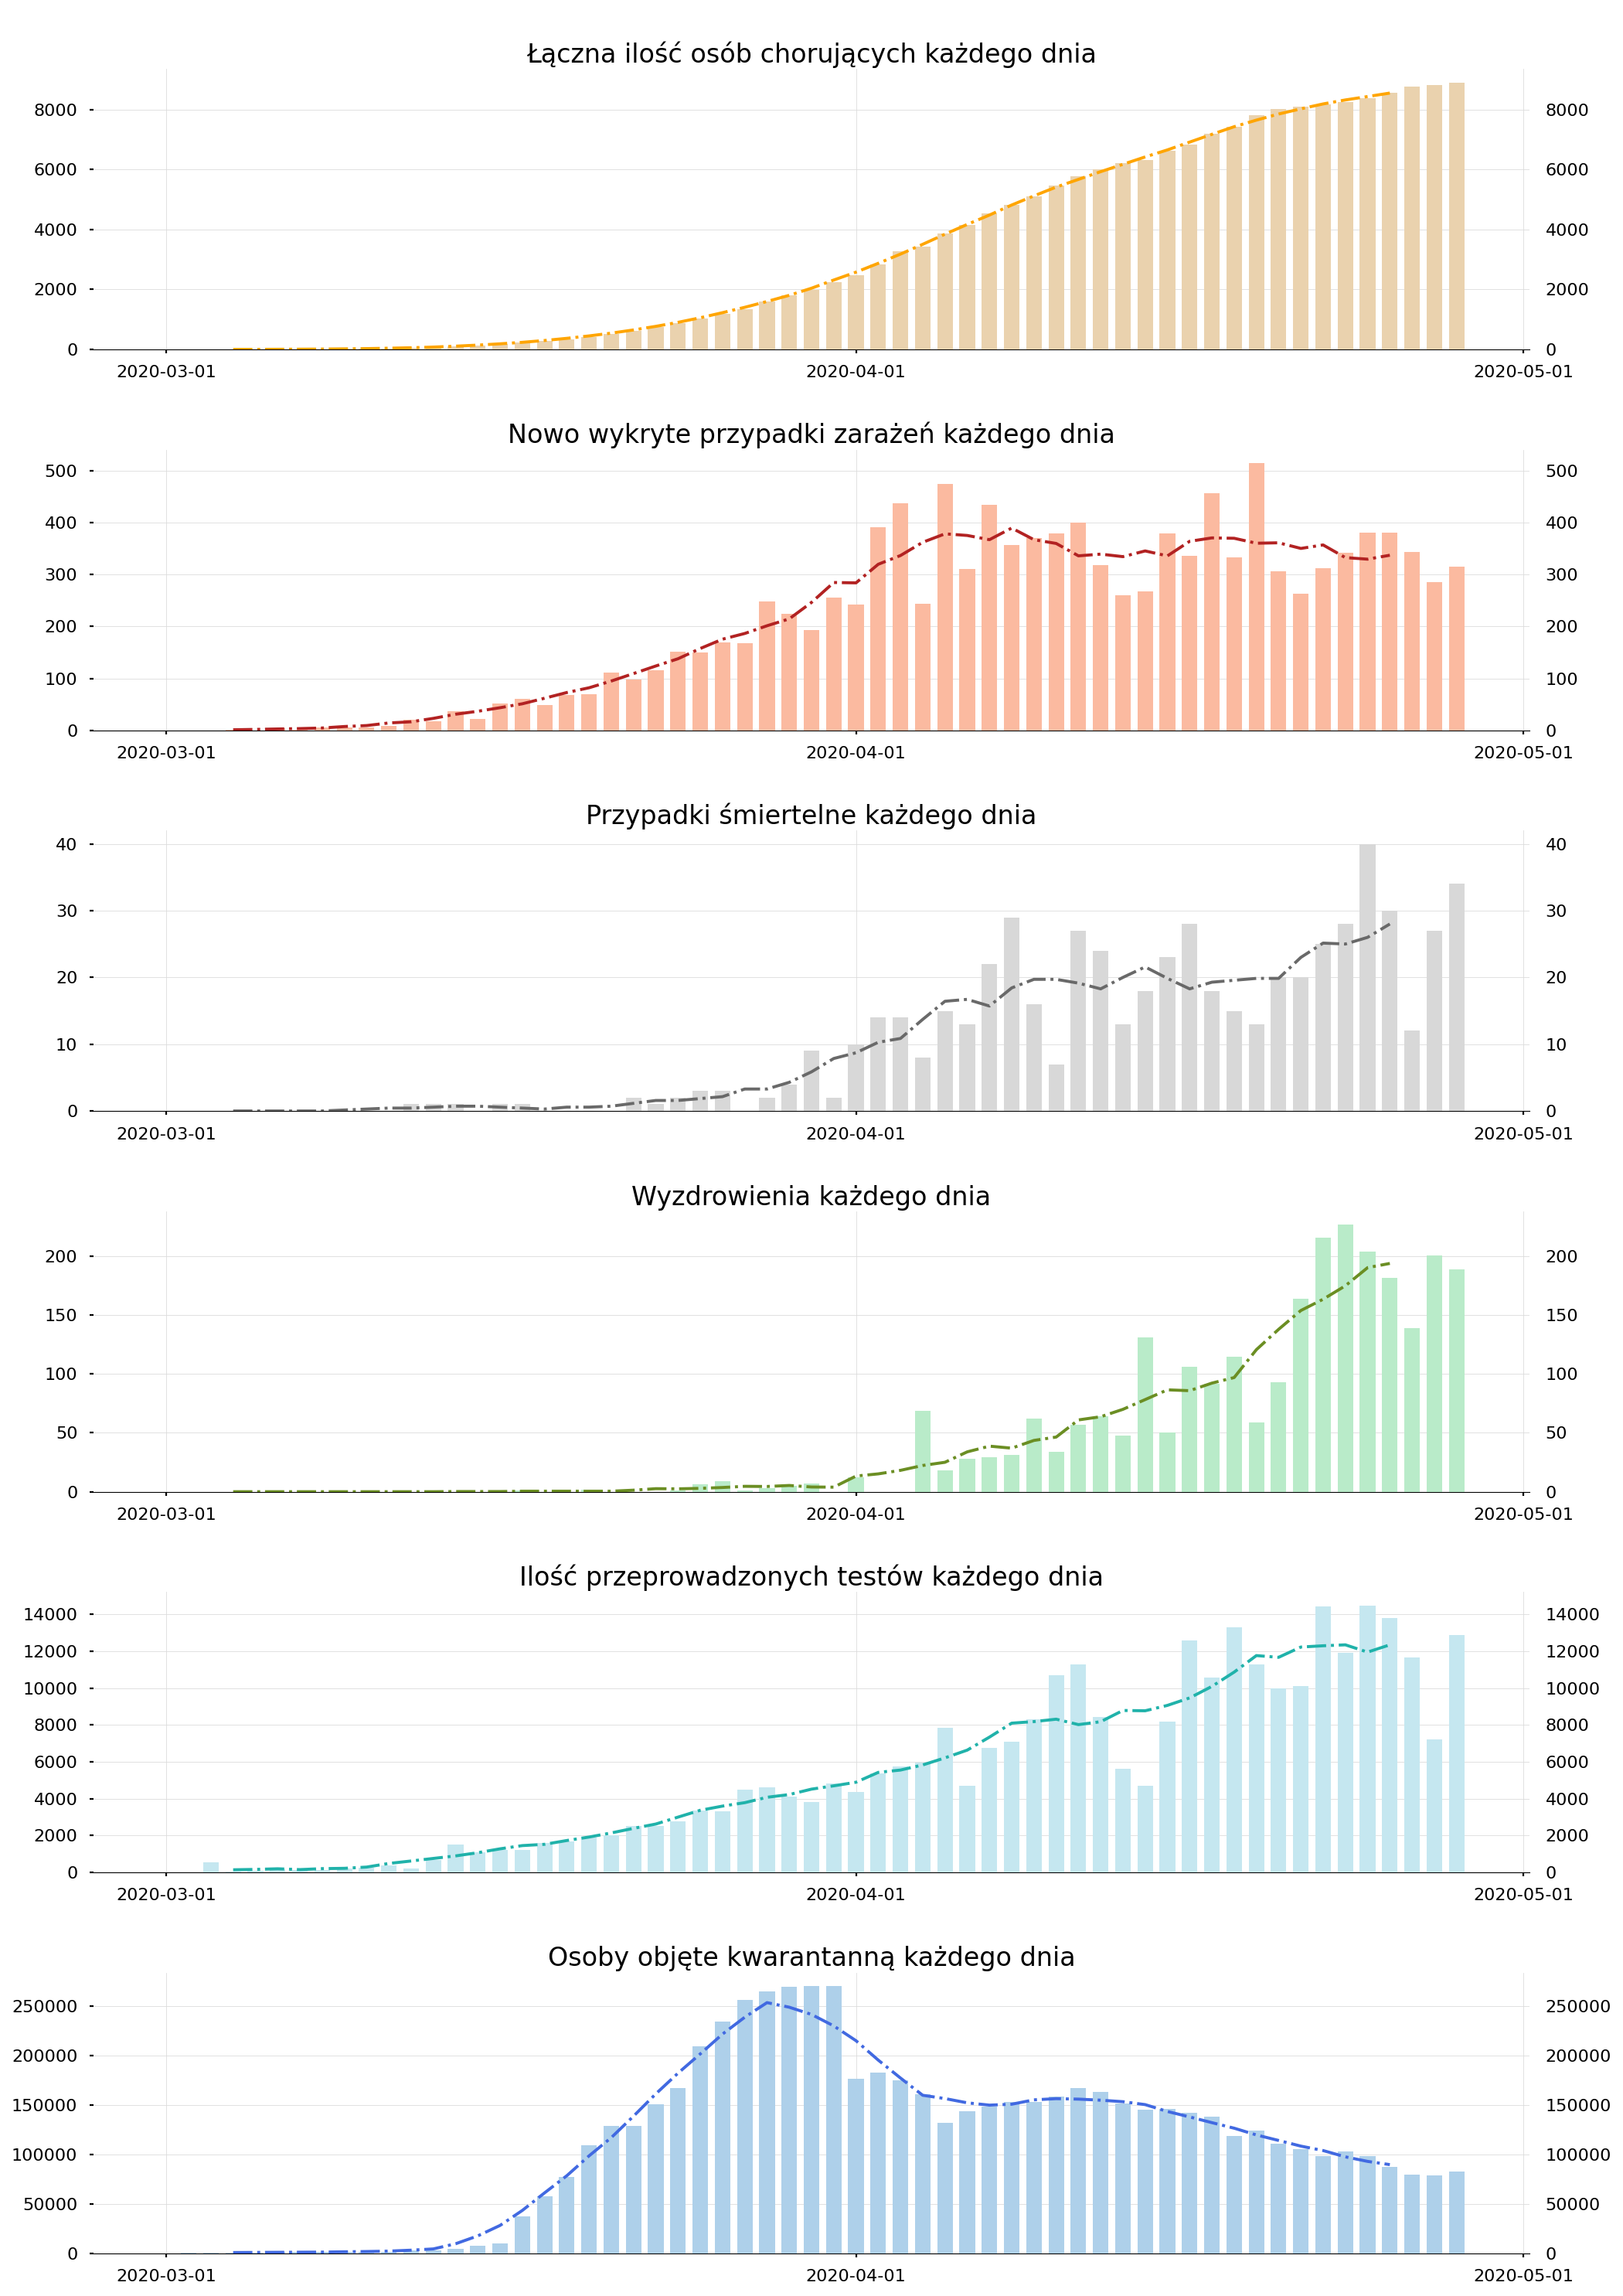 Łączna ilość osób chorujących każdego dnia
8000 8000
6000 6000
4000 4000
2000 2000
0 0
2020-03-01 2020-04-01 2020-05-01
Nowo wykryte przypadki zarażeń każdego dnia
500 500
400 400
300 300
200 200
100 100
0 0
2020-03-01 2020-04-01 2020-05-01
Przypadki śmiertelne każdego dnia
40 40
30 30
20 20
10 10
0 0
2020-03-01 2020-04-01 2020-05-01
Wyzdrowienia każdego dnia
200 200
150 150
100 100
50 50
0 0
2020-03-01 2020-04-01 2020-05-01
Ilość przeprowadzonych testów każdego dnia
14000 14000
12000 12000
10000 10000
8000 8000
6000 6000
4000 4000
2000 2000
0 0
2020-03-01 2020-04-01 2020-05-01
Osoby objęte kwarantanną każdego dnia
250000 250000
200000 200000
150000 150000
100000 100000
50000 50000
0 0
2020-03-01 2020-04-01 2020-05-01